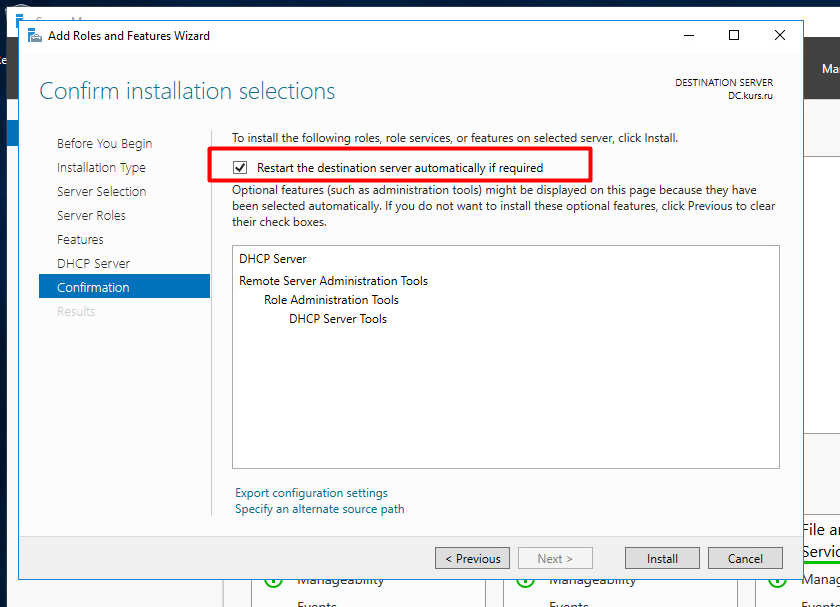 Add Roles and Features Wizard
Confirm installation selections
DESTINATION SERVER
DC.kurs.ru
Before You Begin
Installation Type
Server Selection
Server Roles
Features
DHCP Server
Confirmation
Results
To install the following roles, role services, or features on selected server, click Install.
Restart the destination server automatically if required
Optional features (such as administration tools) might be displayed on this page because they have
been selected automatically. If you do not want to install these optional features, click Previous to clear
their check boxes.
DHCP Server
Remote Server Administration Tools
Role Administration Tools
DHCP Server Tools
Export configuration settings
Specify an alternate source path
< Previous
Next >
Install
Cancel
Ma
File a
Servic
Manageability
Manageability
Manag
Events
Events
Events